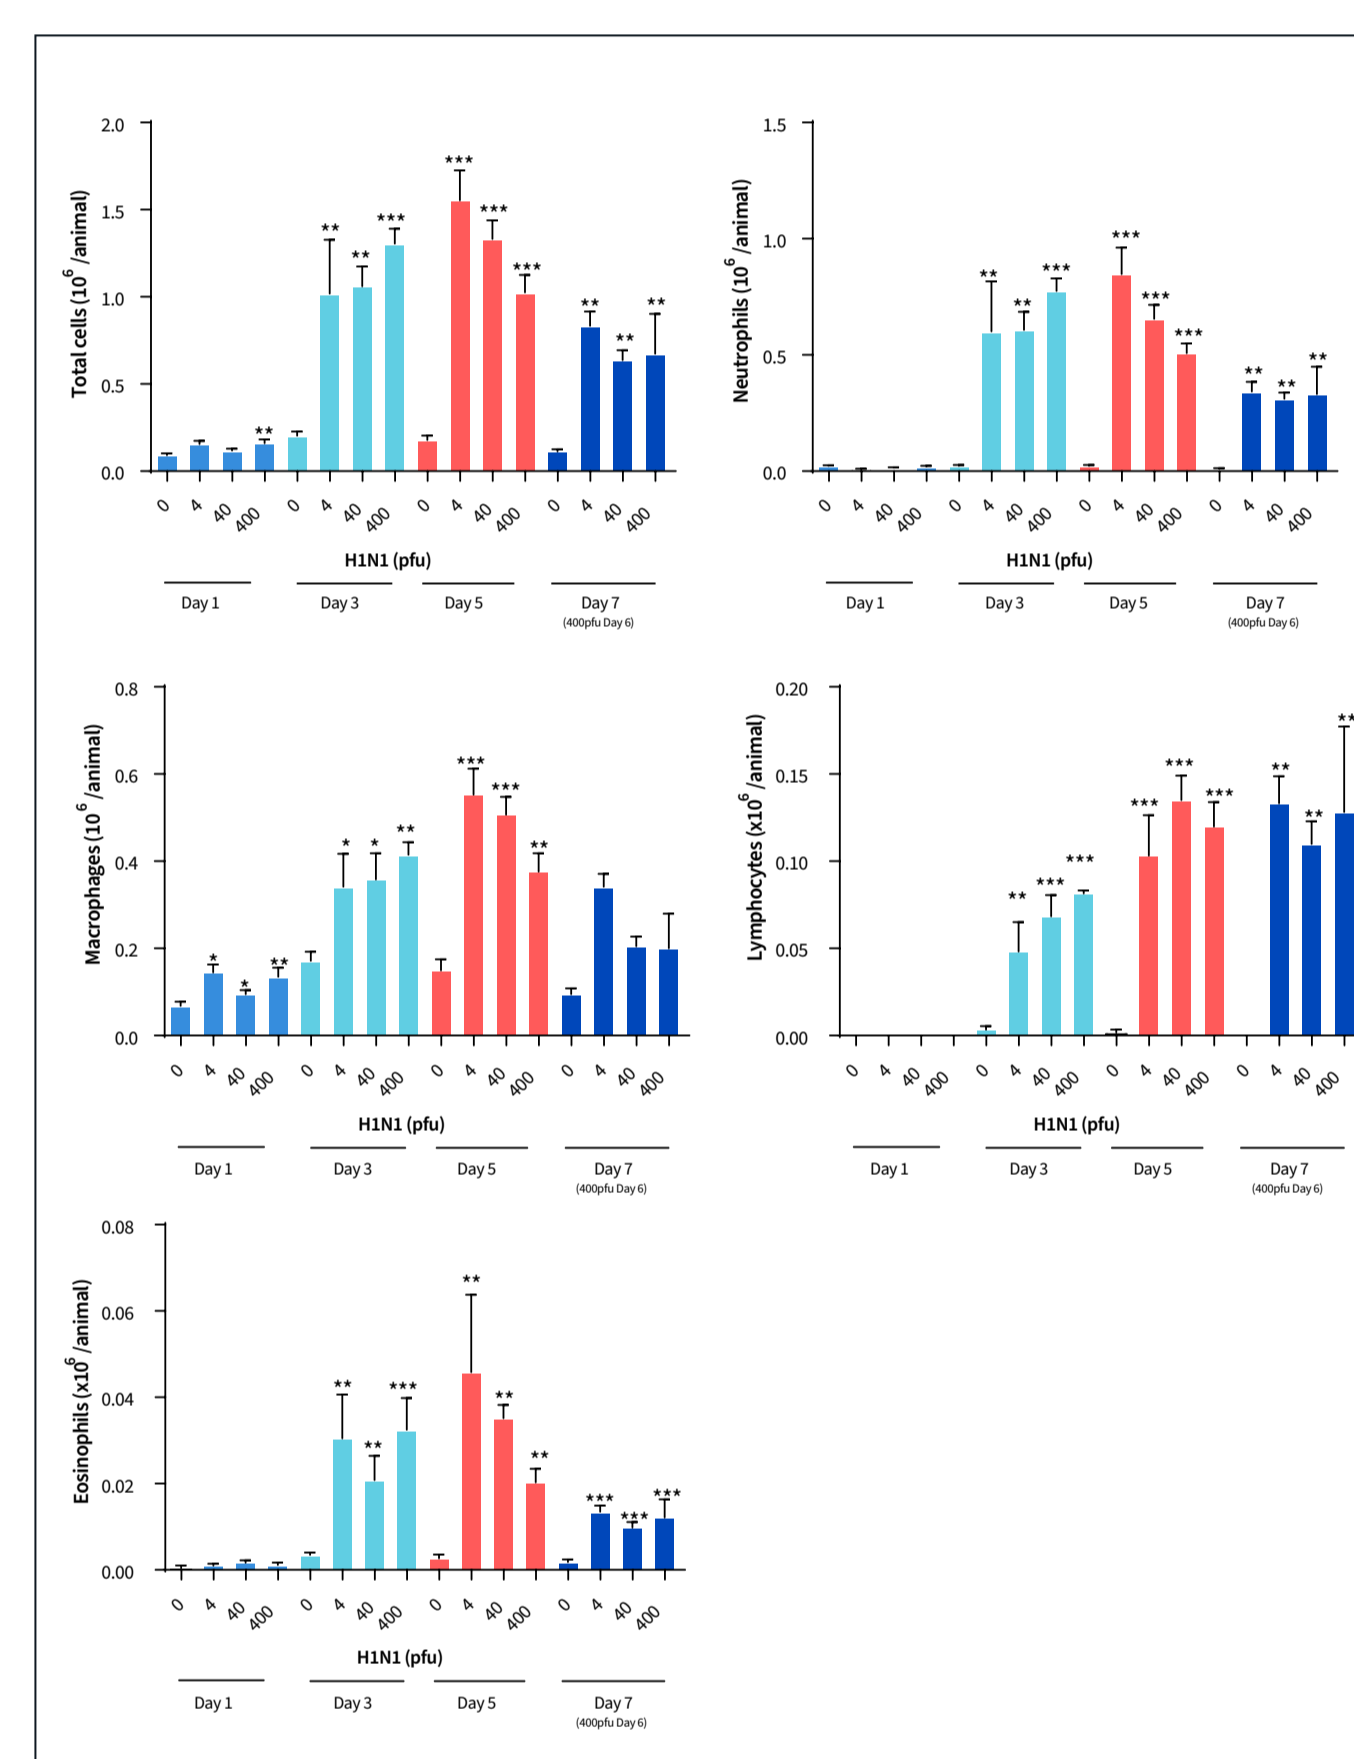 Total cells (10⁶ /animal)
2.0
1.5
1.0
0.5
0.0
** ** ** *** *** *** *** ** ** **
0 4 40 400 0 4 40 400 0 4 40 400 0 4 40 400
H1N1 (pfu)
Day 1 Day 3 Day 5 Day 7
(400pfu Day 6)
Neutrophils (10⁶ /animal)
1.5
1.0
0.5
0.0
** ** *** *** *** *** ** ** **
0 4 40 400 0 4 40 400 0 4 40 400 0 4 40 400
H1N1 (pfu)
Day 1 Day 3 Day 5 Day 7
(400pfu Day 6)
Macrophages (10⁶ /animal)
0.8
0.6
0.4
0.2
0.0
* * ** * * ** *** *** **
0 4 40 400 0 4 40 400 0 4 40 400 0 4 40 400
H1N1 (pfu)
Day 1 Day 3 Day 5 Day 7
(400pfu Day 6)
Lymphocytes (x10⁶ /animal)
0.20
0.15
0.10
0.05
0.00
** *** *** *** *** *** ** ** **
0 4 40 400 0 4 40 400 0 4 40 400 0 4 40 400
H1N1 (pfu)
Day 1 Day 3 Day 5 Day 7
(400pfu Day 6)
Eosinophils (x10⁶ /animal)
0.08
0.06
0.04
0.02
0.00
** ** *** ** ** ** *** *** ***
0 4 40 400 0 4 40 400 0 4 40 400 0 4 40 400
H1N1 (pfu)
Day 1 Day 3 Day 5 Day 7
(400pfu Day 6)